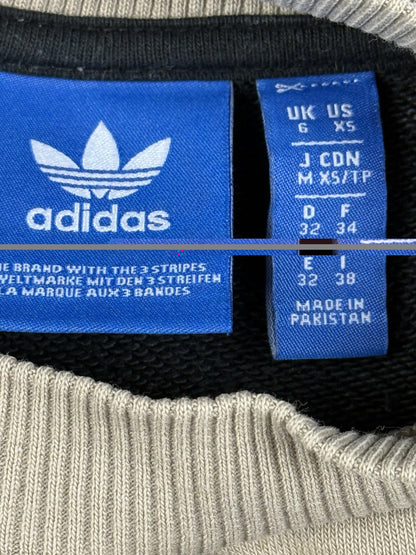 adidas
THE BRAND WITH THE 3 STRIPES
WELTMARKE MIT DEN 3 STREIFEN
LA MARQUE AUX 3 BANDES
UK US
6 XS
J CDN
M XS/TP
D F
32 34
E I
32 38
MADE IN
PAKISTAN